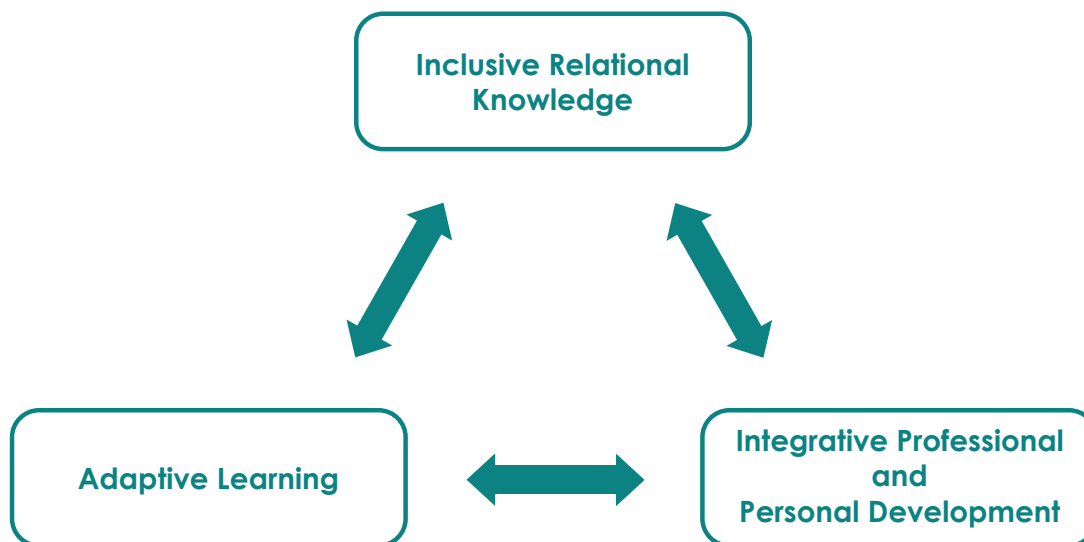 Inclusive Relational
Knowledge
Adaptive Learning
Integrative Professional
and
Personal Development